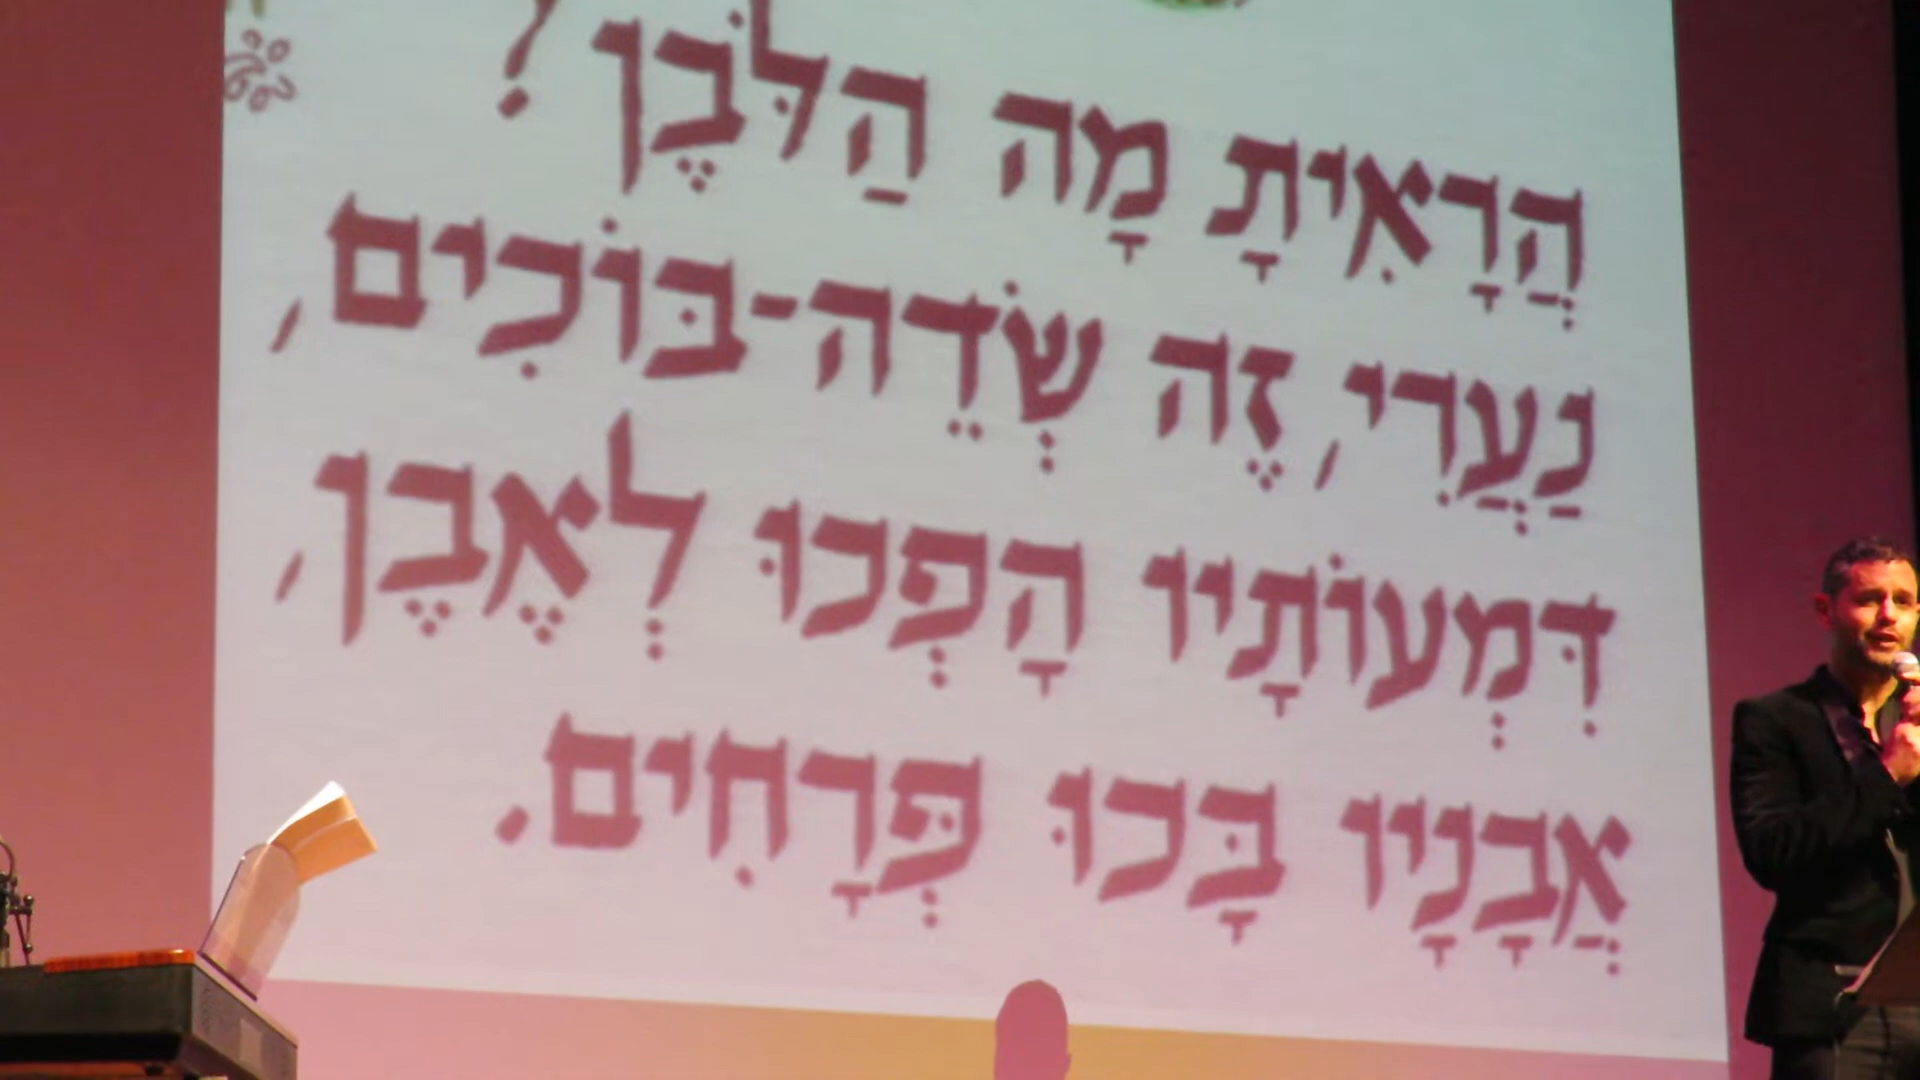 הֲרָאִיתָ מָה הַלֹּבֶן?
נַעֲרִי, זֶה שְׂדֵה-בּוֹכִים,
דִּמְעוֹתָיו הָפְכוּ לְאֶבֶן,
אֲבָנָיו בָּכוּ פְּרָחִים.